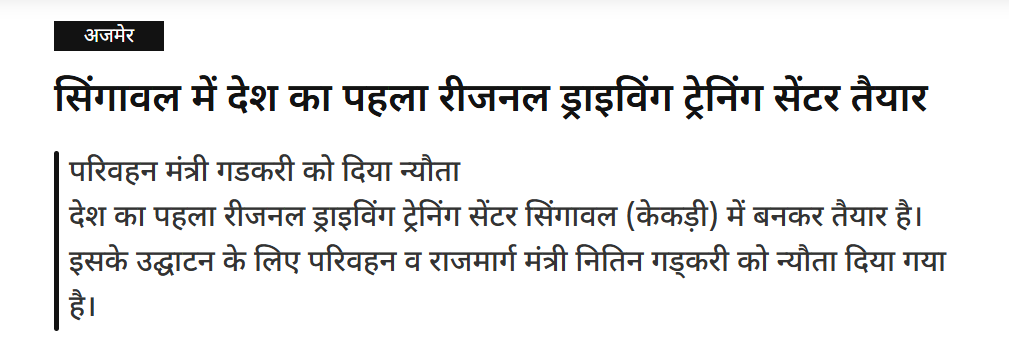 अजमेर
सिंगावल में देश का पहला रीजनल ड्राइविंग ट्रेनिंग सेंटर तैयार
परिवहन मंत्री गडकरी को दिया न्यौता
देश का पहला रीजनल ड्राइविंग ट्रेनिंग सेंटर सिंगावल (केकड़ी) में बनकर तैयार है।
इसके उद्घाटन के लिए परिवहन व राजमार्ग मंत्री नितिन गड्करी को न्यौता दिया गया
है।